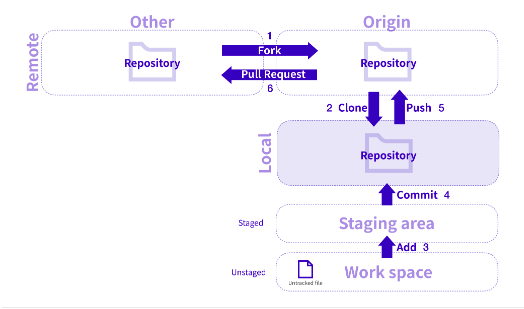 Other
Origin
Remote
1
Fork
Repository
Repository
Pull Request
6
2 Clone
Push 5
Local
Repository
Commit 4
Staged
Staging area
Add 3
Unstaged
Work space
Untracked file